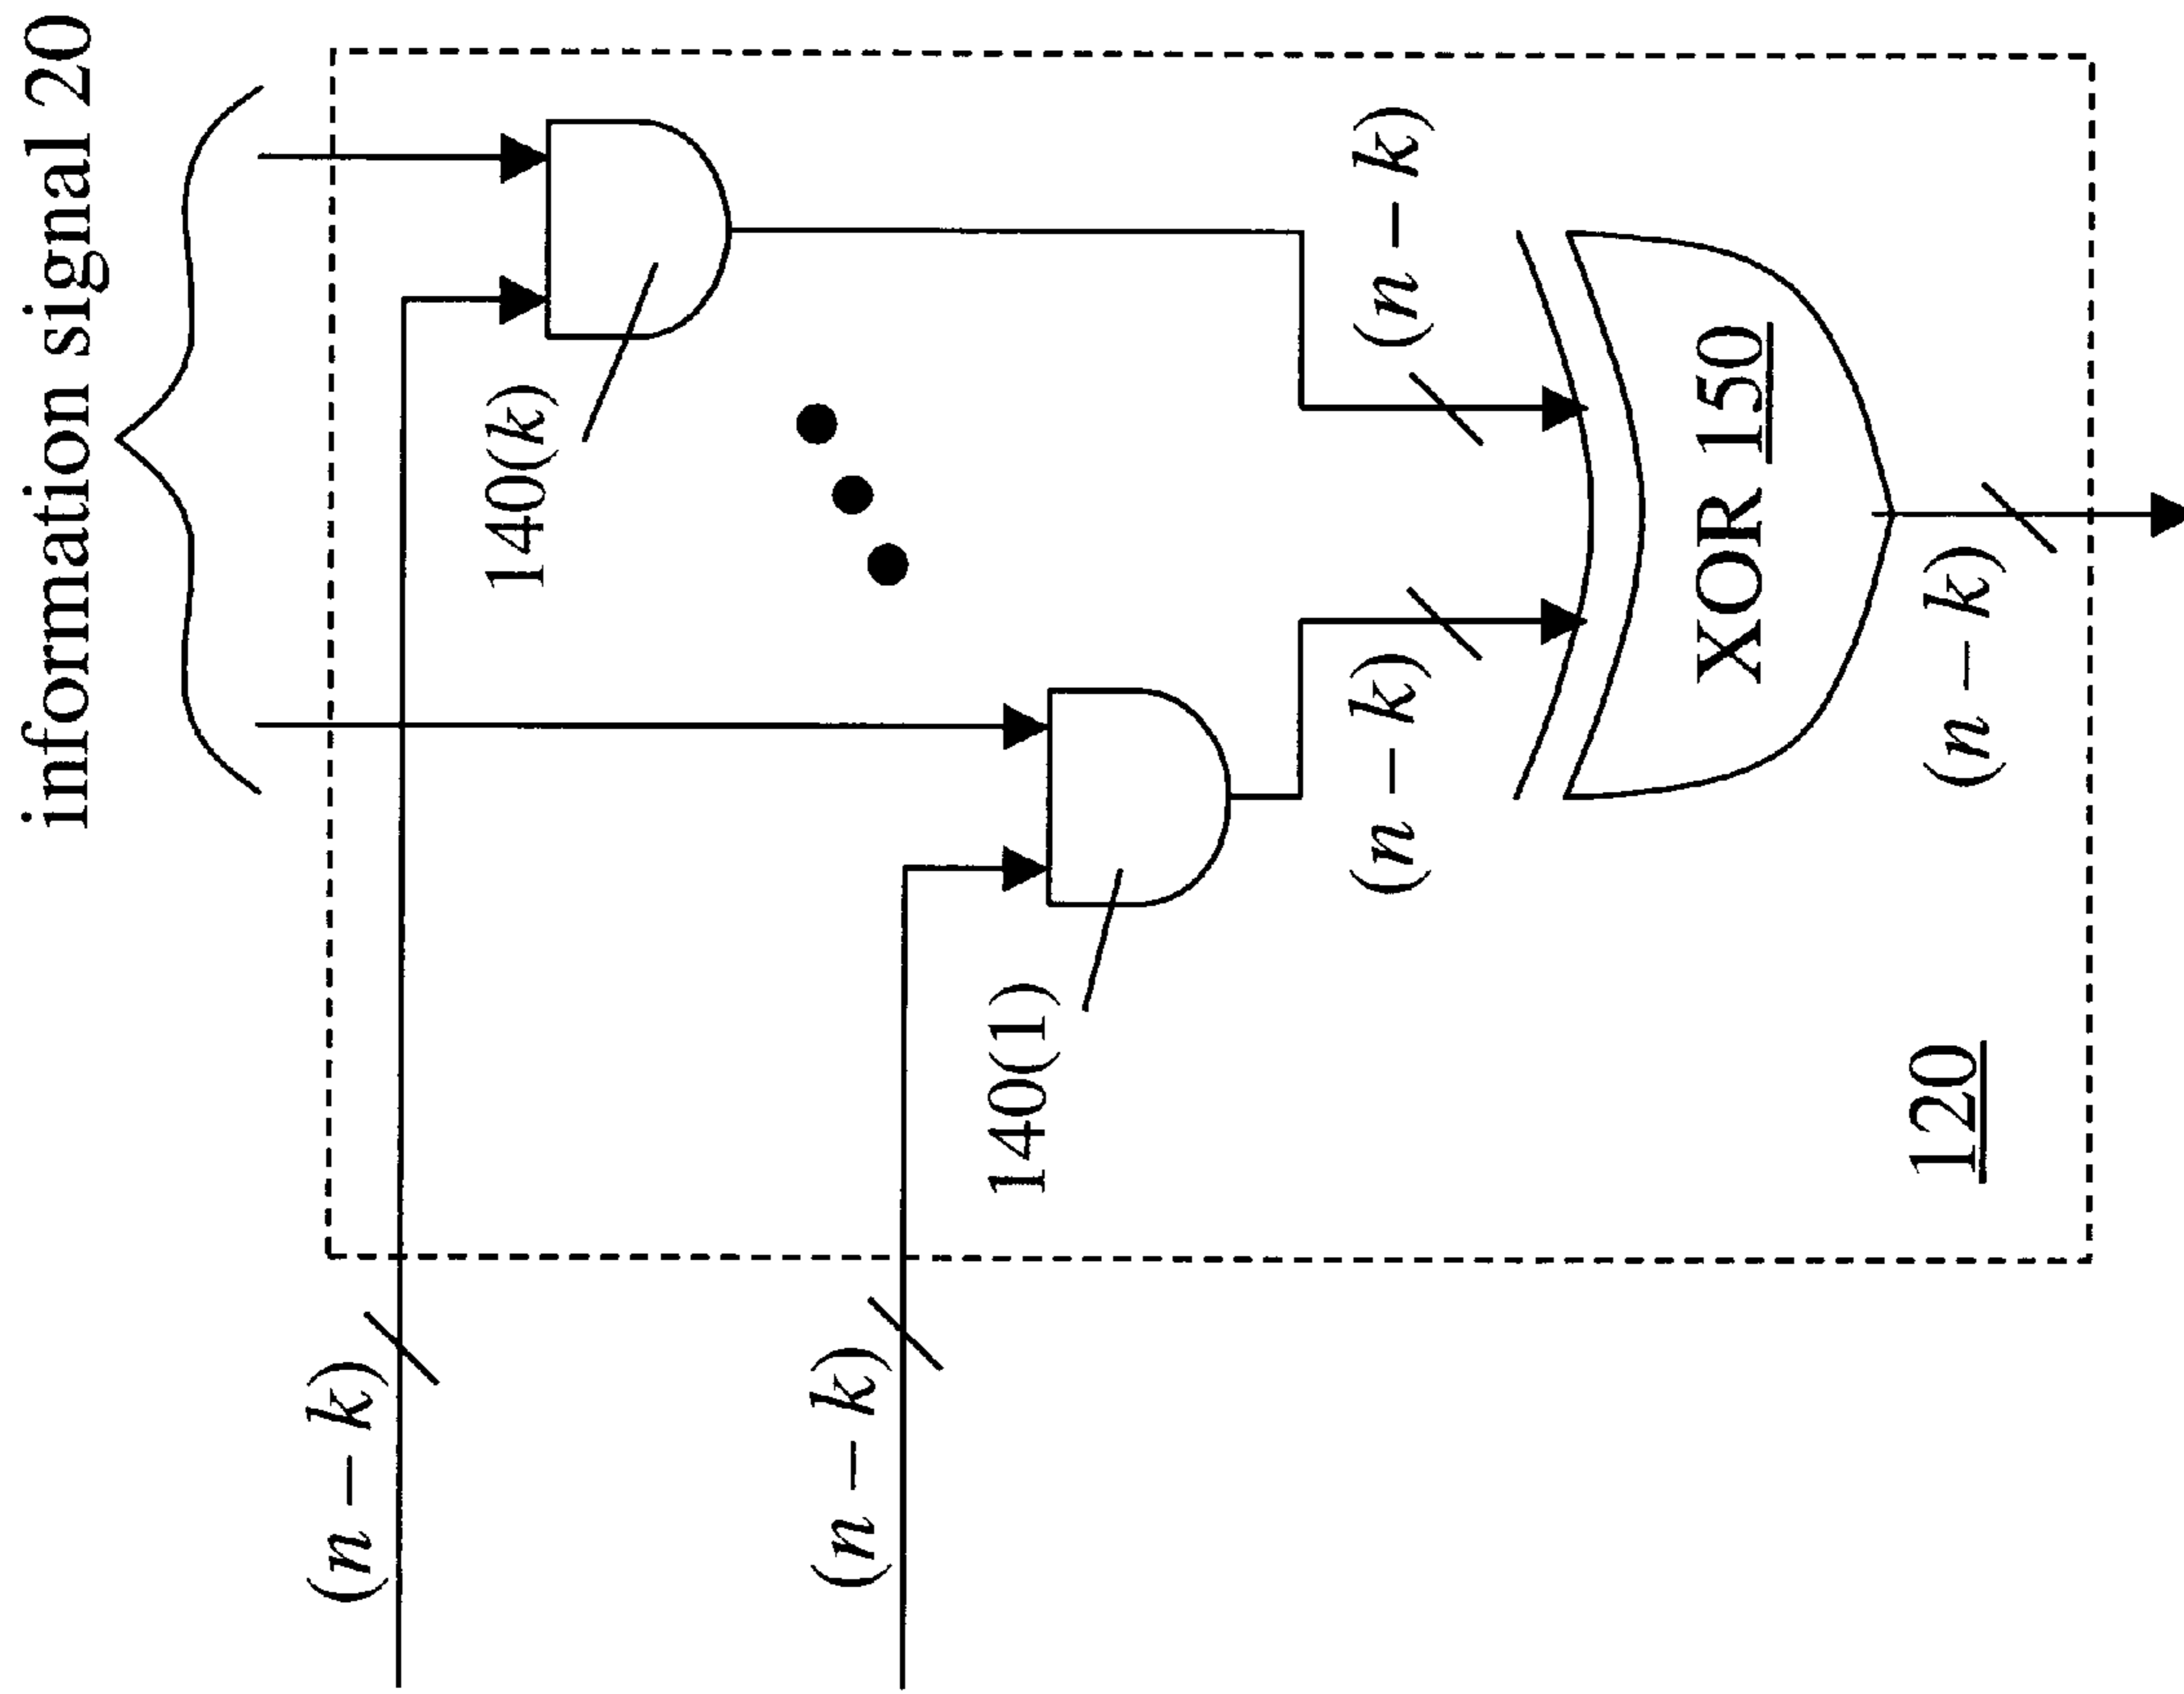 information signal 20
(n – k)
140(k)
(n – k)
(n – k)
140(1)
(n – k)
XOR 150
120
(n – k)